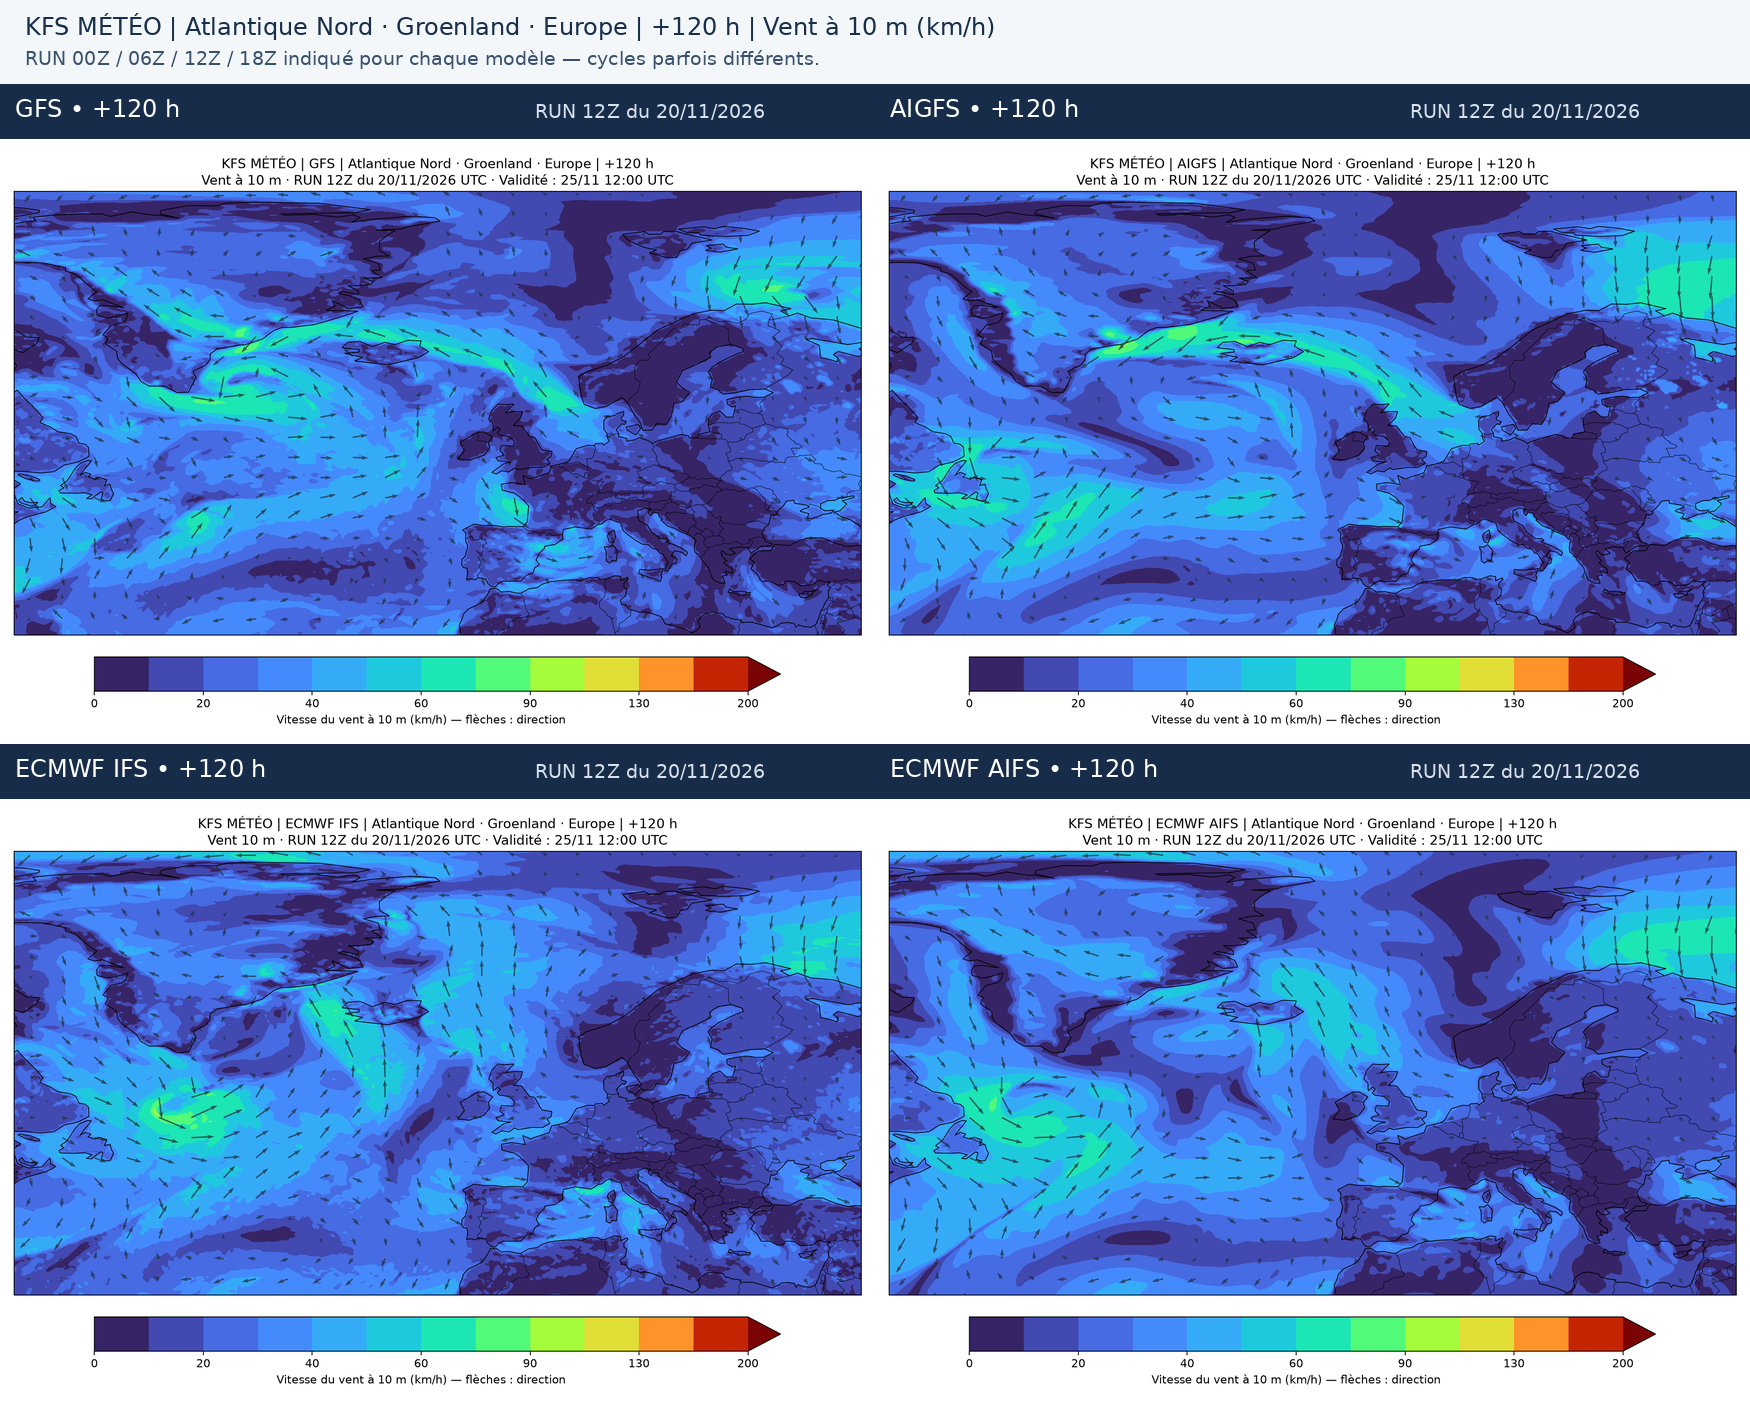 KFS MÉTÉO | Atlantique Nord · Groenland · Europe | +120 h | Vent à 10 m (km/h)
RUN 00Z / 06Z / 12Z / 18Z indiqué pour chaque modèle — cycles parfois différents.
GFS • +120 h RUN 12Z du 20/11/2026
KFS MÉTÉO | GFS | Atlantique Nord · Groenland · Europe | +120 h
Vent à 10 m · RUN 12Z du 20/11/2026 UTC · Validité : 25/11 12:00 UTC
0 20 40 60 90 130 200
Vitesse du vent à 10 m (km/h) — flèches : direction
AIGFS • +120 h RUN 12Z du 20/11/2026
KFS MÉTÉO | AIGFS | Atlantique Nord · Groenland · Europe | +120 h
Vent à 10 m · RUN 12Z du 20/11/2026 UTC · Validité : 25/11 12:00 UTC
0 20 40 60 90 130 200
Vitesse du vent à 10 m (km/h) — flèches : direction
ECMWF IFS • +120 h RUN 12Z du 20/11/2026
KFS MÉTÉO | ECMWF IFS | Atlantique Nord · Groenland · Europe | +120 h
Vent 10 m · RUN 12Z du 20/11/2026 UTC · Validité : 25/11 12:00 UTC
0 20 40 60 90 130 200
Vitesse du vent à 10 m (km/h) — flèches : direction
ECMWF AIFS • +120 h RUN 12Z du 20/11/2026
KFS MÉTÉO | ECMWF AIFS | Atlantique Nord · Groenland · Europe | +120 h
Vent 10 m · RUN 12Z du 20/11/2026 UTC · Validité : 25/11 12:00 UTC
0 20 40 60 90 130 200
Vitesse du vent à 10 m (km/h) — flèches : direction